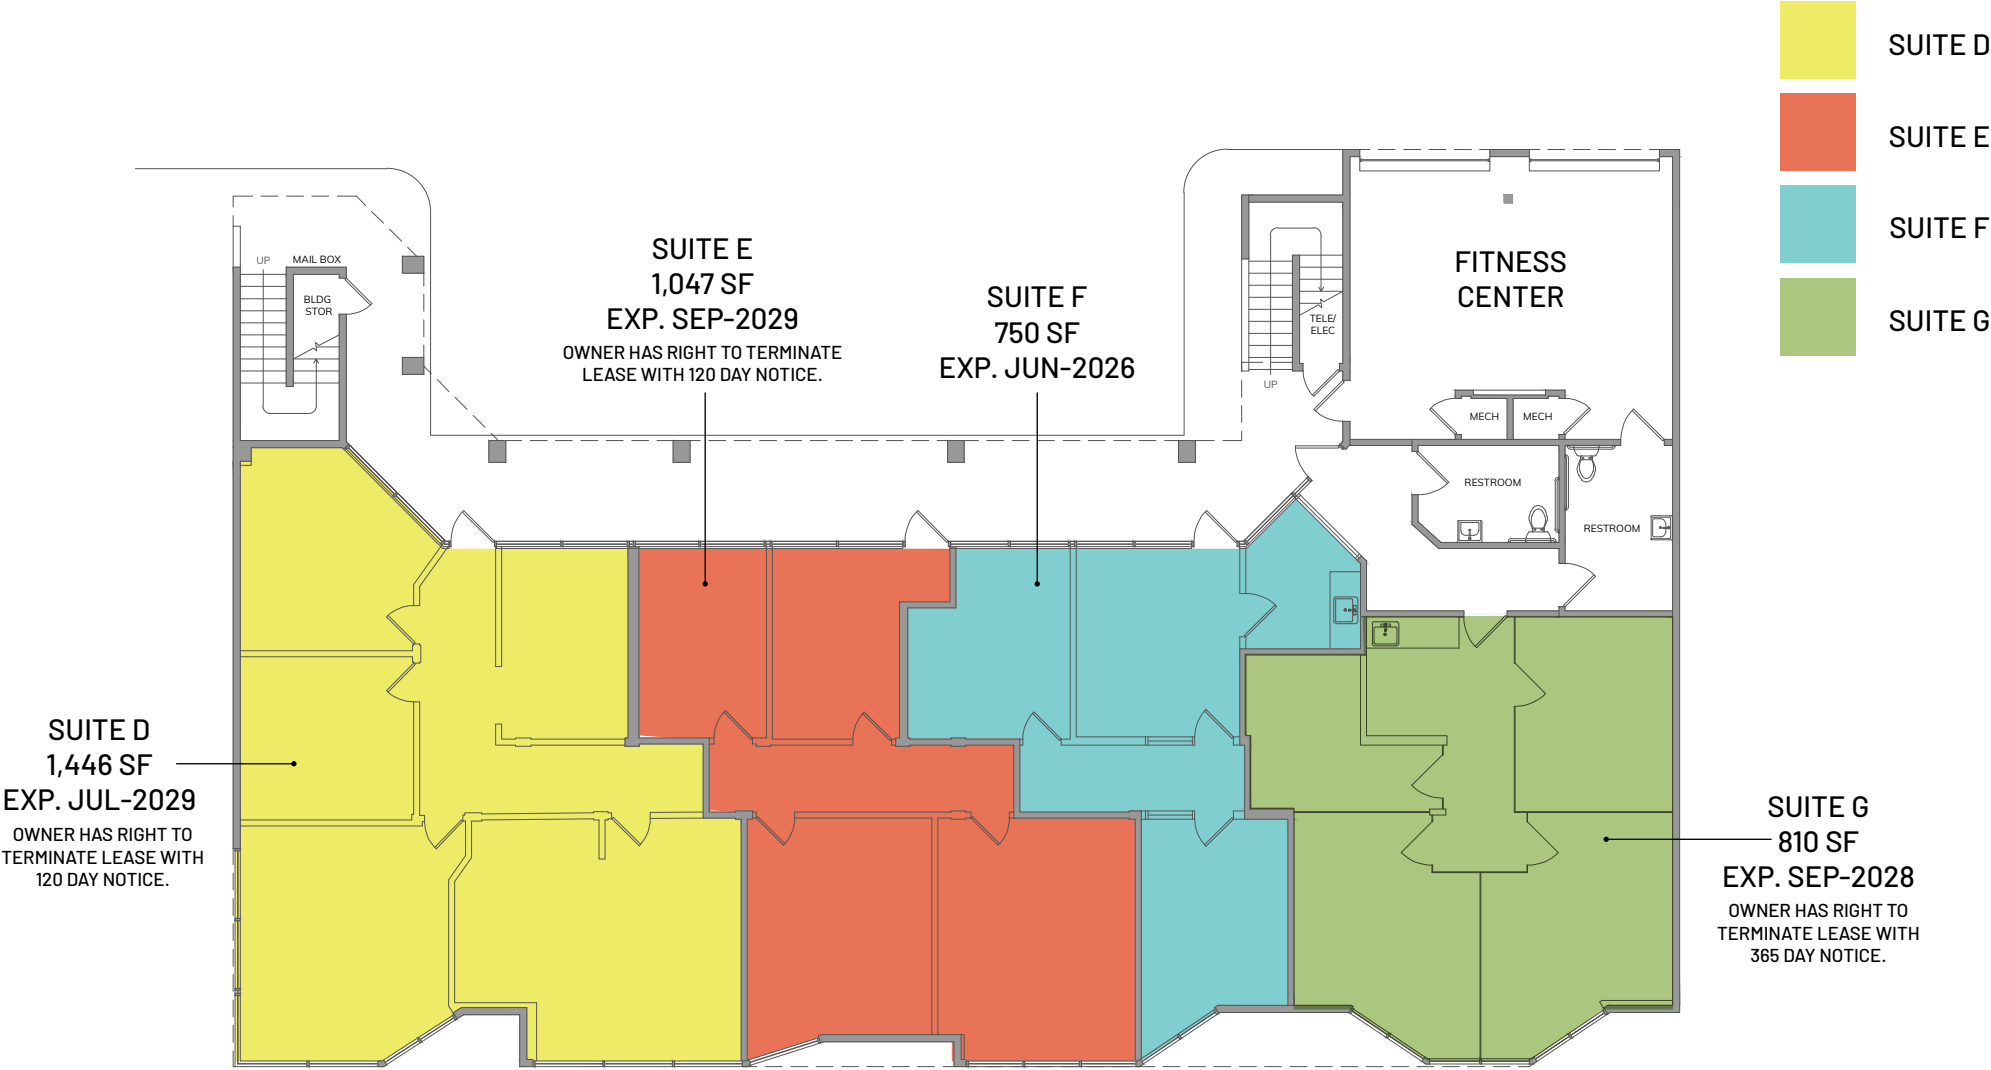 SUITE D
SUITE E
SUITE F
SUITE G
SUITE E
1,047 SF
EXP. SEP-2029
OWNER HAS RIGHT TO TERMINATE
LEASE WITH 120 DAY NOTICE.
SUITE F
750 SF
EXP. JUN-2026
FITNESS
CENTER
UP
MAIL BOX
BLDG
STOR
TELE/
ELEC
UP
MECH
MECH
RESTROOM
RESTROOM
SUITE D
1,446 SF
EXP. JUL-2029
OWNER HAS RIGHT TO
TERMINATE LEASE WITH
120 DAY NOTICE.
SUITE G
810 SF
EXP. SEP-2028
OWNER HAS RIGHT TO
TERMINATE LEASE WITH
365 DAY NOTICE.